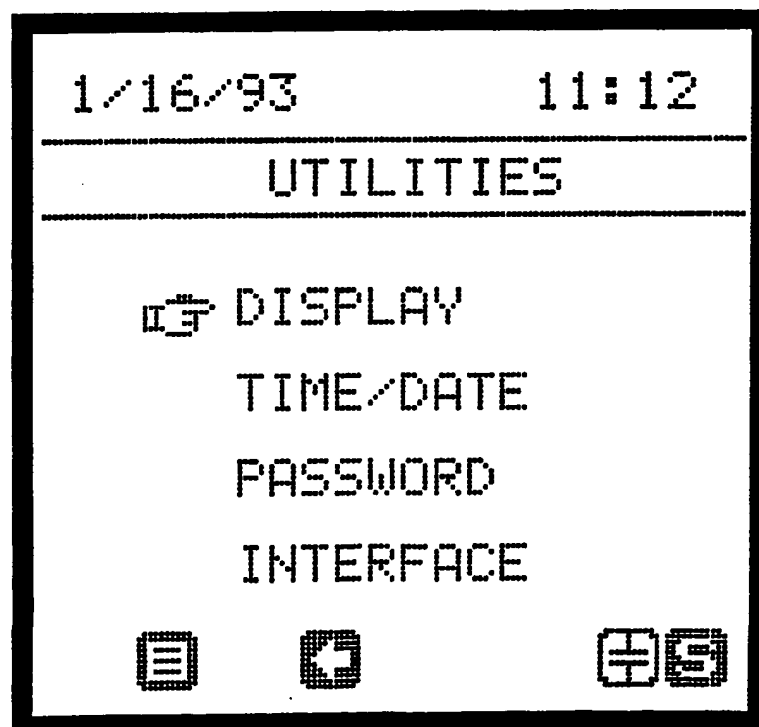 1/16/93 11:12
UTILITIES
DISPLAY
TIME/DATE
PASSWORD
INTERFACE